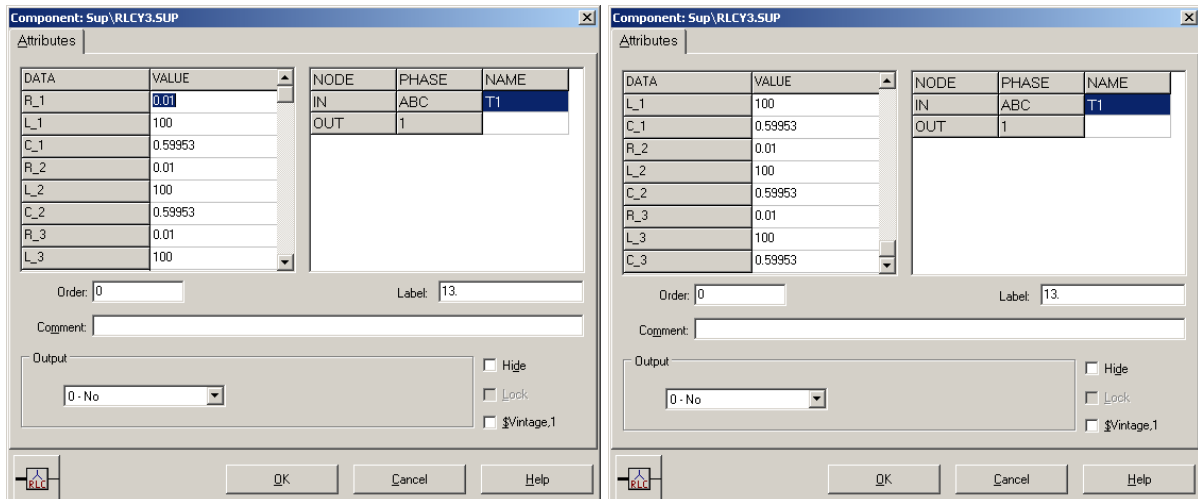 Component: Sup\RLCY3.SUP
Attributes
DATA VALUE
R_1 0.01
L_1 100
C_1 0.59953
R_2 0.01
L_2 100
C_2 0.59953
R_3 0.01
L_3 100
NODE PHASE NAME
IN ABC T1
OUT 1
Order: 0
Label: 13.
Comment:
Output
0 - No
Hide
Lock
$Vintage,1
RLC
OK
Cancel
Help
Component: Sup\RLCY3.SUP
Attributes
DATA VALUE
L_1 100
C_1 0.59953
R_2 0.01
L_2 100
C_2 0.59953
R_3 0.01
L_3 100
C_3 0.59953
NODE PHASE NAME
IN ABC T1
OUT 1
Order: 0
Label: 13.
Comment:
Output
0 - No
Hide
Lock
$Vintage,1
RLC
OK
Cancel
Help